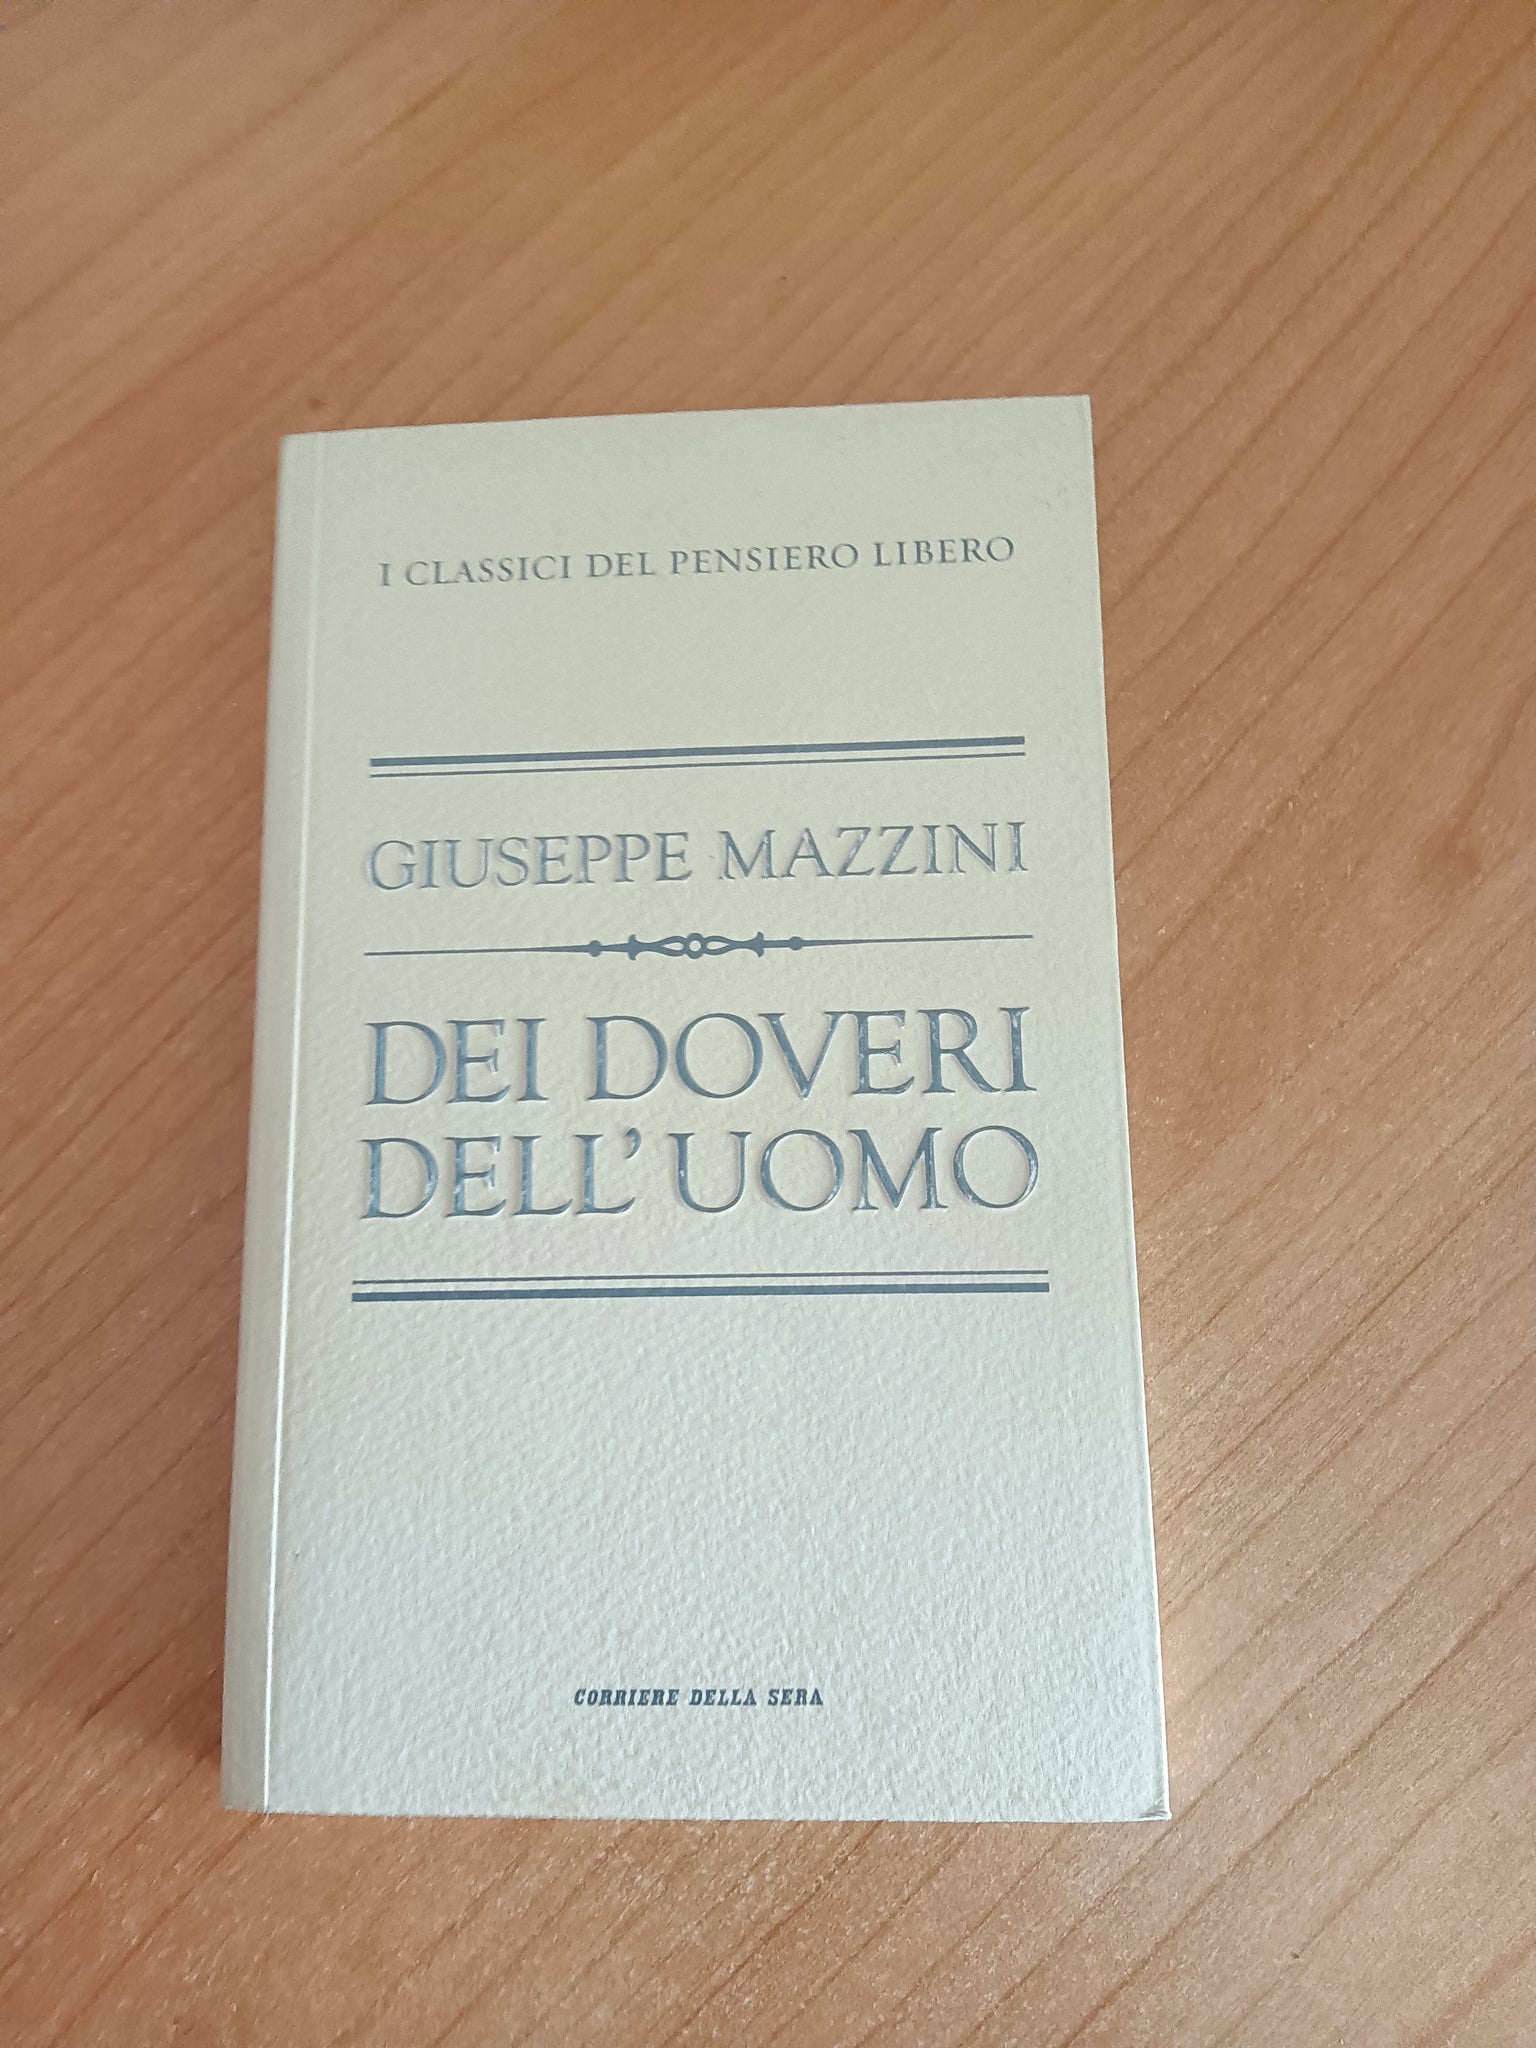 I CLASSICI DEL PENSIERO LIBERO
GIUSEPPE MAZZINI
DEI DOVERI
DELL'UOMO
CORRIERE DELLA SERA